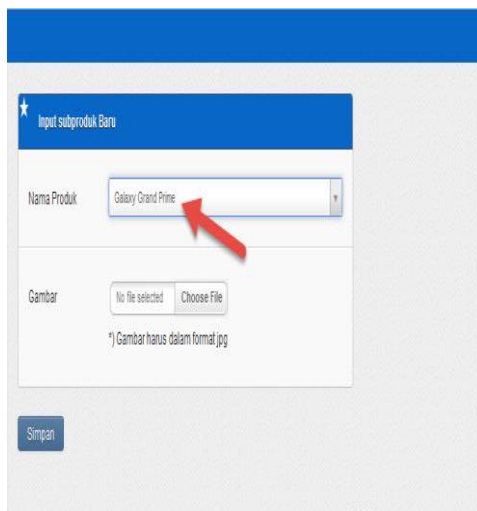 Input subproduk Baru
Nama Produk
Galaxy Grand Prime
Gambar
No file selected Choose File
*) Gambar harus dalam format jpg
Simpan